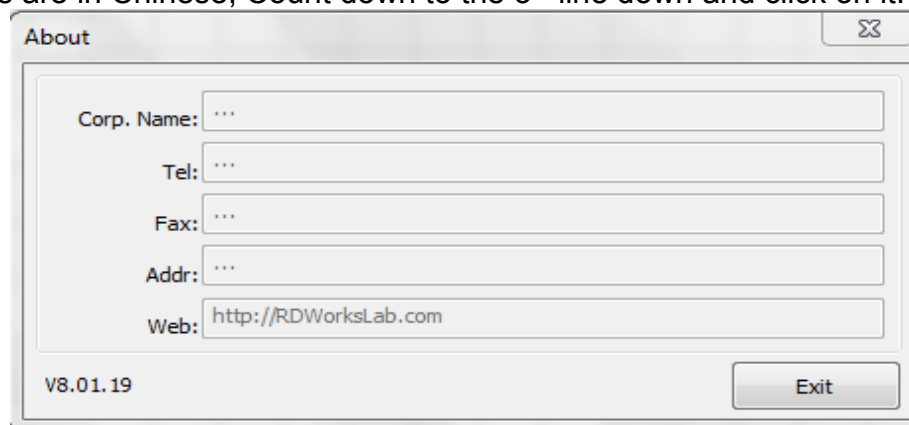 s are in Chinese, Count down to the line down and click on it.
About
Corp. Name: ...
Tel: ...
Fax: ...
Addr: ...
Web: http://RDWorksLab.com
V8.01.19
Exit